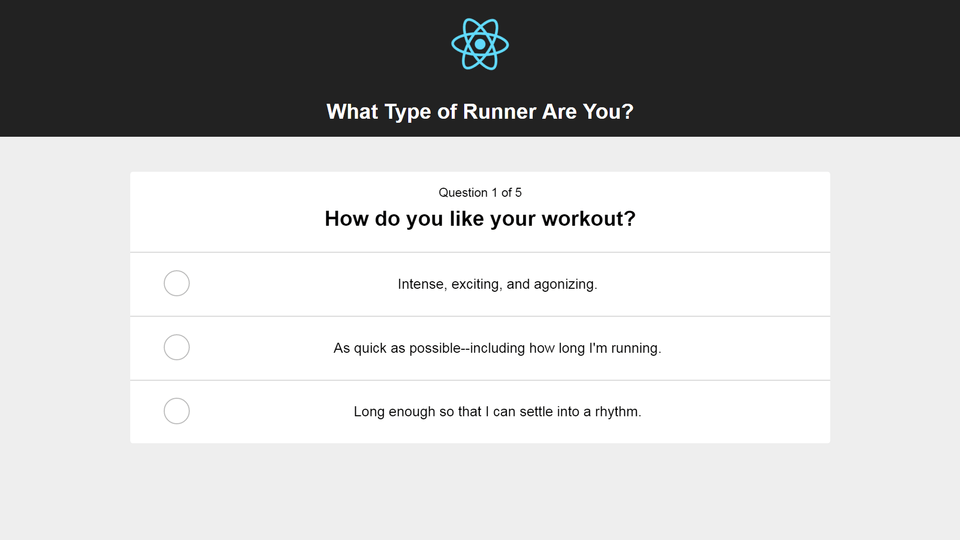 What Type of Runner Are You?
Question 1 of 5
How do you like your workout?
Intense, exciting, and agonizing.
As quick as possible--including how long I'm running.
Long enough so that I can settle into a rhythm.